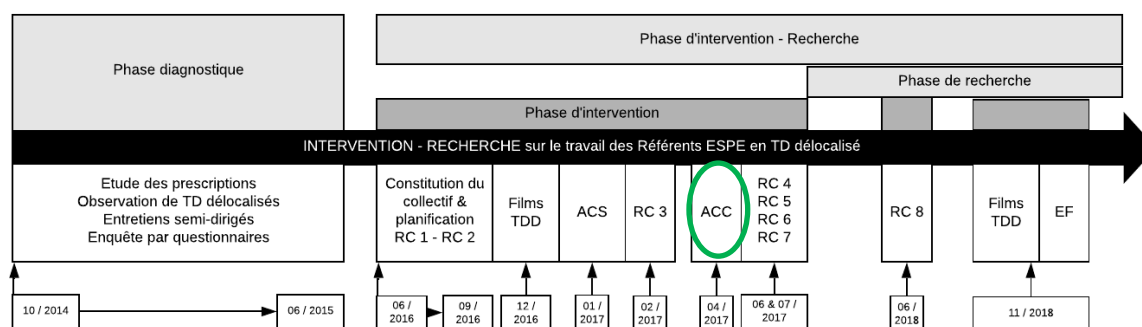 Phase diagnostique
Phase d'intervention - Recherche
Phase de recherche
Phase d'intervention
INTERVENTION - RECHERCHE sur le travail des Référents ESPE en TD délocalisé
Etude des prescriptions
Observation de TD délocalisés
Entretiens semi-dirigés
Enquête par questionnaires
Constitution du
collectif &
planification
RC 1 - RC 2
Films
TDD
ACS
RC 3
ACC
RC 4
RC 5
RC 6
RC 7
RC 8
Films
TDD
EF
10 / 2014
06 / 2015
06 /
2016
09 /
2016
12 /
2016
01 /
2017
02 /
2017
04 /
2017
06 & 07 /
2017
06 /
2018
11 / 2018